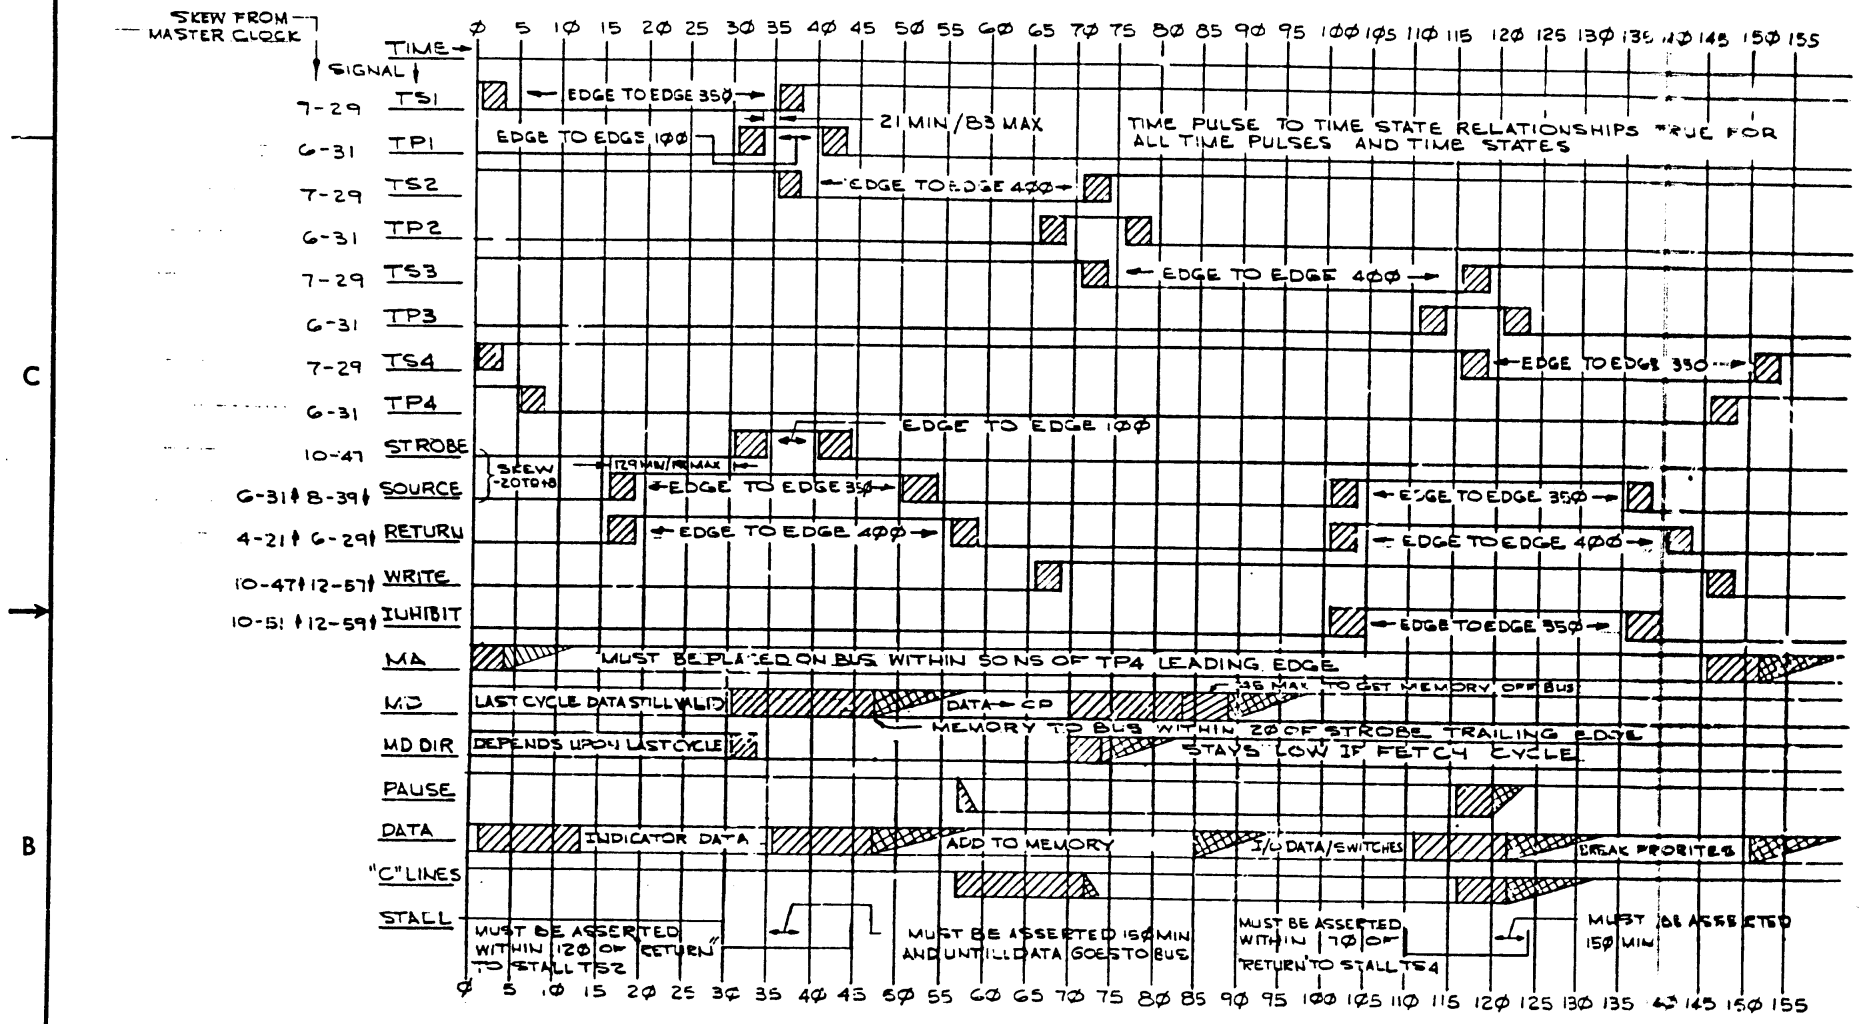 SKEW FROM
MASTER CLOCK
TIME → Ø 5 1Ø 15 2Ø 25 3Ø 35 4Ø 45 5Ø 55 6Ø 65 7Ø 75 8Ø 85 9Ø 95 1ØØ 1Ø5 11Ø 115 12Ø 125 13Ø 135 14Ø 145 15Ø 155
SIGNAL
7-29 TS1 EDGE TO EDGE 35Ø
21 MIN/83 MAX
TIME PULSE TO TIME STATE RELATIONSHIPS TRUE FOR
ALL TIME PULSES AND TIME STATES
6-31 TP1 EDGE TO EDGE 1ØØ
7-29 TS2 EDGE TO EDGE 4ØØ
6-31 TP2
7-29 TS3 EDGE TO EDGE 4ØØ
6-31 TP3
7-29 TS4 EDGE TO EDGE 350
6-31 TP4
EDGE TO EDGE 1ØØ
10-47 STROBE
SKEW
-20TO+8
129 MIN/ MAX
6-31↑ 8-39↓ SOURCE EDGE TO EDGE 35Ø EDGE TO EDGE 35Ø
4-21↑ 6-29↓ RETURN EDGE TO EDGE 4ØØ EDGE TO EDGE 4ØØ
10-47↑12-57↓ WRITE
10-51↑12-59↓ INHIBIT EDGE TO EDGE 35Ø
MA MUST BE PLACED ON BUS WITHIN 50NS OF TP4 LEADING EDGE
MD LAST CYCLE DATA STILL VALID DATA → CP MAX TO GET MEMORY OFF BUS
MEMORY TO BUS WITHIN 2Ø OF STROBE TRAILING EDGE
MD DIR DEPENDS UPON LAST CYCLE STAYS LOW IF FETCH CYCLE
PAUSE
DATA INDICATOR DATA ADD TO MEMORY I/O DATA/SWITCHES BREAK PRORITES
"C" LINES
STALL
MUST BE ASSERTED
WITHIN 12Ø OF "RETURN"
TO STALL TS2
MUST BE ASSERTED 15Ø MIN
AND UNTILL DATA GOES TO BUS
MUST BE ASSERTED
WITHIN 17Ø OF
"RETURN" TO STALL TS4
MUST BE ASSERTED
15Ø MIN
Ø 5 1Ø 15 2Ø 25 3Ø 35 4Ø 45 5Ø 55 6Ø 65 7Ø 75 8Ø 85 9Ø 95 1ØØ 1Ø5 11Ø 115 12Ø 125 13Ø 135 145 15Ø 155
C
B